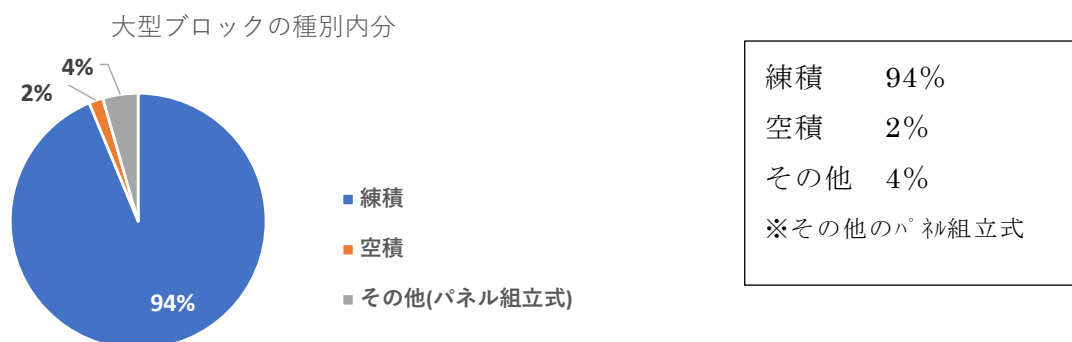 大型ブロックの種別内分
4%
2%
94%
練積
空積
その他(パネル組立式)
練積 94%
空積 2%
その他 4%
※その他のﾊﾟﾈﾙ組立式